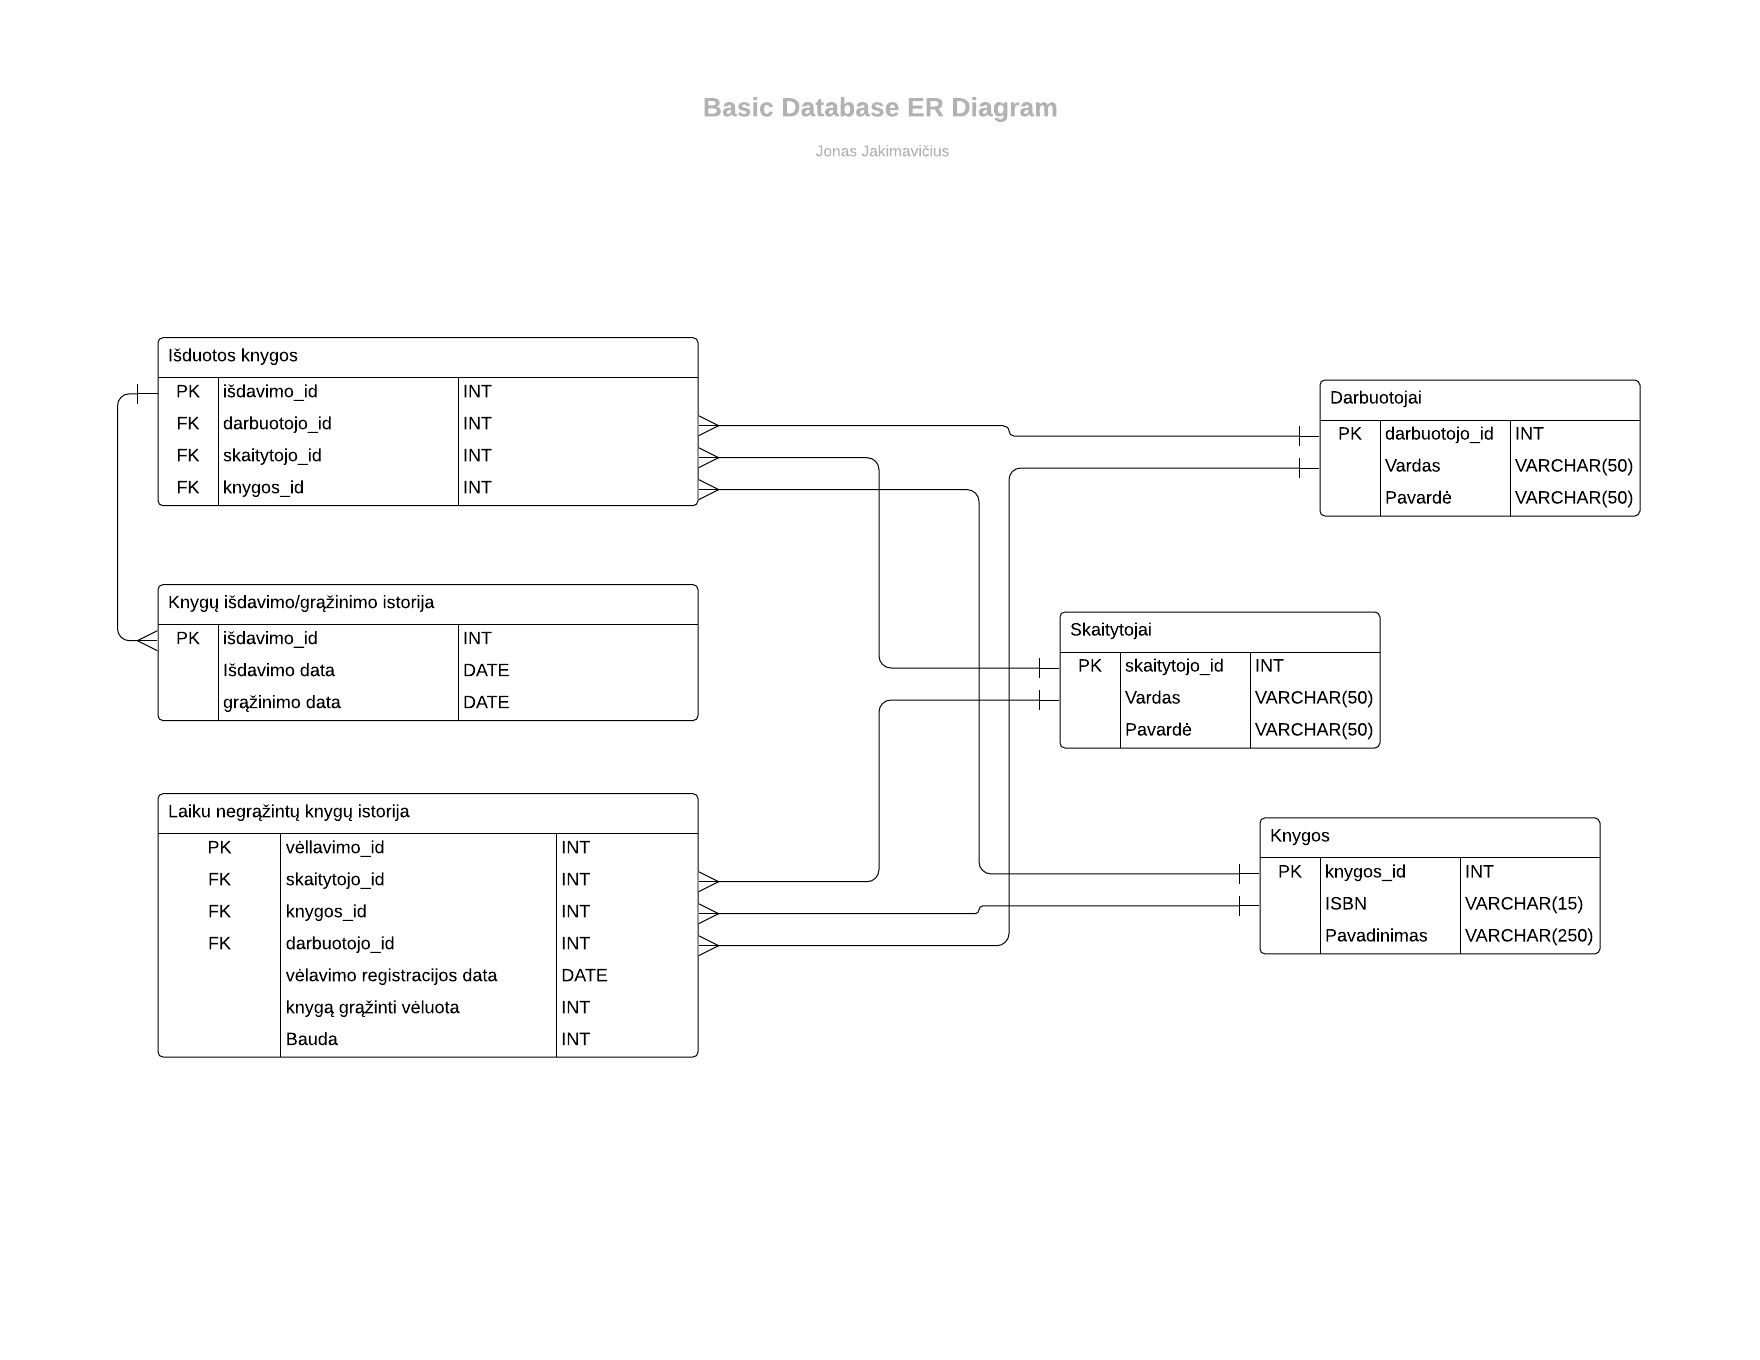 Basic Database ER Diagram
Jonas Jakimavičius
Išduotos knygos
PK išdavimo_id INT
FK darbuotojo_id INT
FK skaitytojo_id INT
FK knygos_id INT
Darbuotojai
PK darbuotojo_id INT
Vardas VARCHAR(50)
Pavardė VARCHAR(50)
Knygų išdavimo/grąžinimo istorija
PK išdavimo_id INT
Išdavimo data DATE
grąžinimo data DATE
Skaitytojai
PK skaitytojo_id INT
Vardas VARCHAR(50)
Pavardė VARCHAR(50)
Laiku negrąžintų knygų istorija
PK vėllavimo_id INT
FK skaitytojo_id INT
FK knygos_id INT
FK darbuotojo_id INT
vėlavimo registracijos data DATE
knygą grąžinti vėluota INT
Bauda INT
Knygos
PK knygos_id INT
ISBN VARCHAR(15)
Pavadinimas VARCHAR(250)